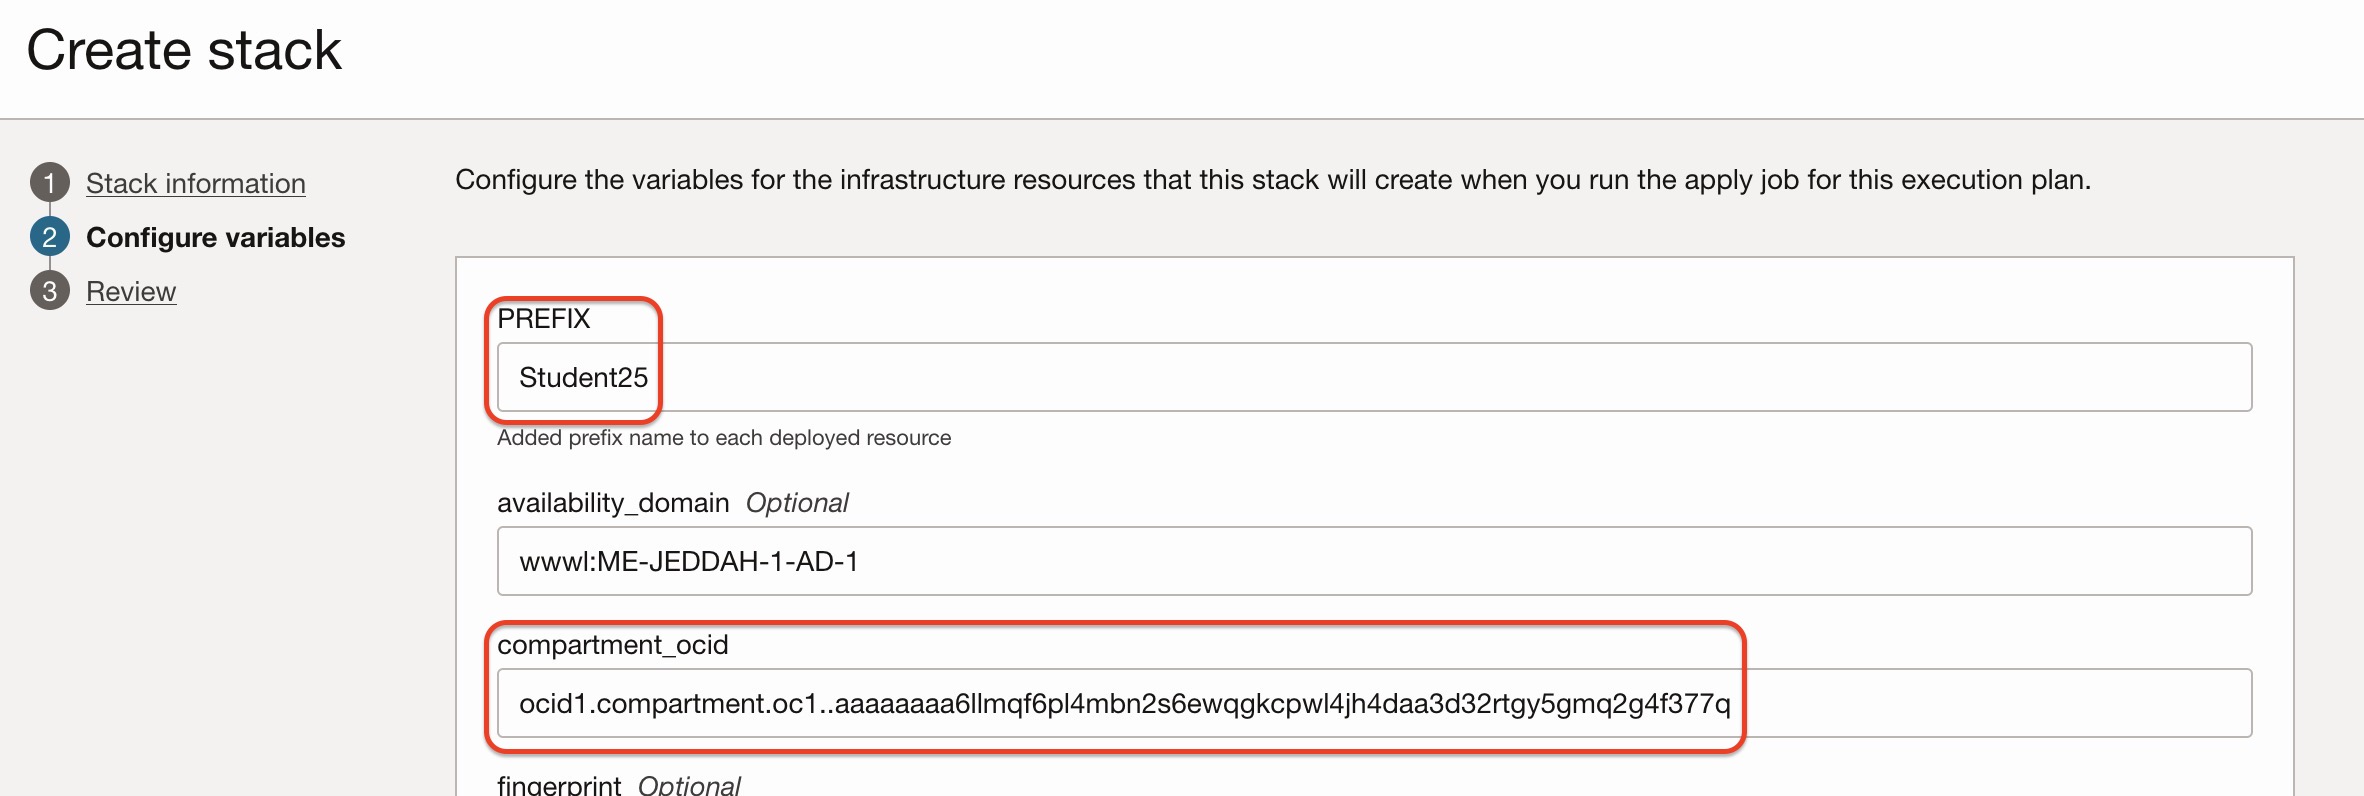 Create stack
1 Stack information
2 Configure variables
3 Review
Configure the variables for the infrastructure resources that this stack will create when you run the apply job for this execution plan.
PREFIX
Student25
Added prefix name to each deployed resource
availability_domain Optional
wwwl:ME-JEDDAH-1-AD-1
compartment_ocid
ocid1.compartment.oc1..aaaaaaaa6llmqf6pl4mbn2s6ewqgkcpwl4jh4daa3d32rtgy5gmq2g4f377q
fingerprint Optional